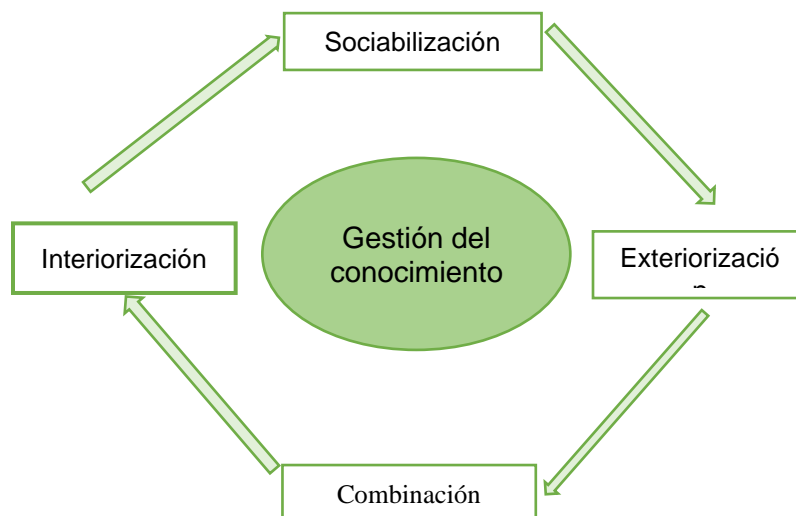 Sociabilización
Gestión del
conocimiento
Interiorización
Exteriorizació
n
Combinación